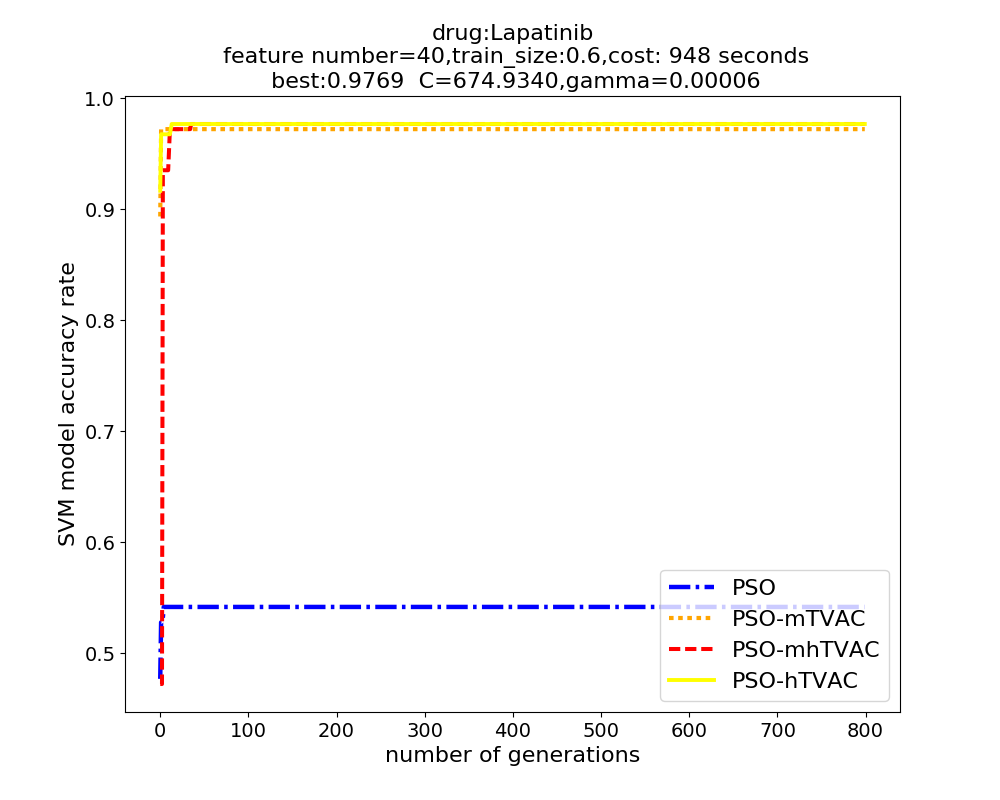 drug:Lapatinib
feature number=40,train_size:0.6,cost: 948 seconds
best:0.9769  C=674.9340,gamma=0.00006
1.0
0.9
0.8
0.7
0.6
0.5
SVM model accuracy rate
PSO
PSO-mTVAC
PSO-mhTVAC
PSO-hTVAC
0 100 200 300 400 500 600 700 800
number of generations